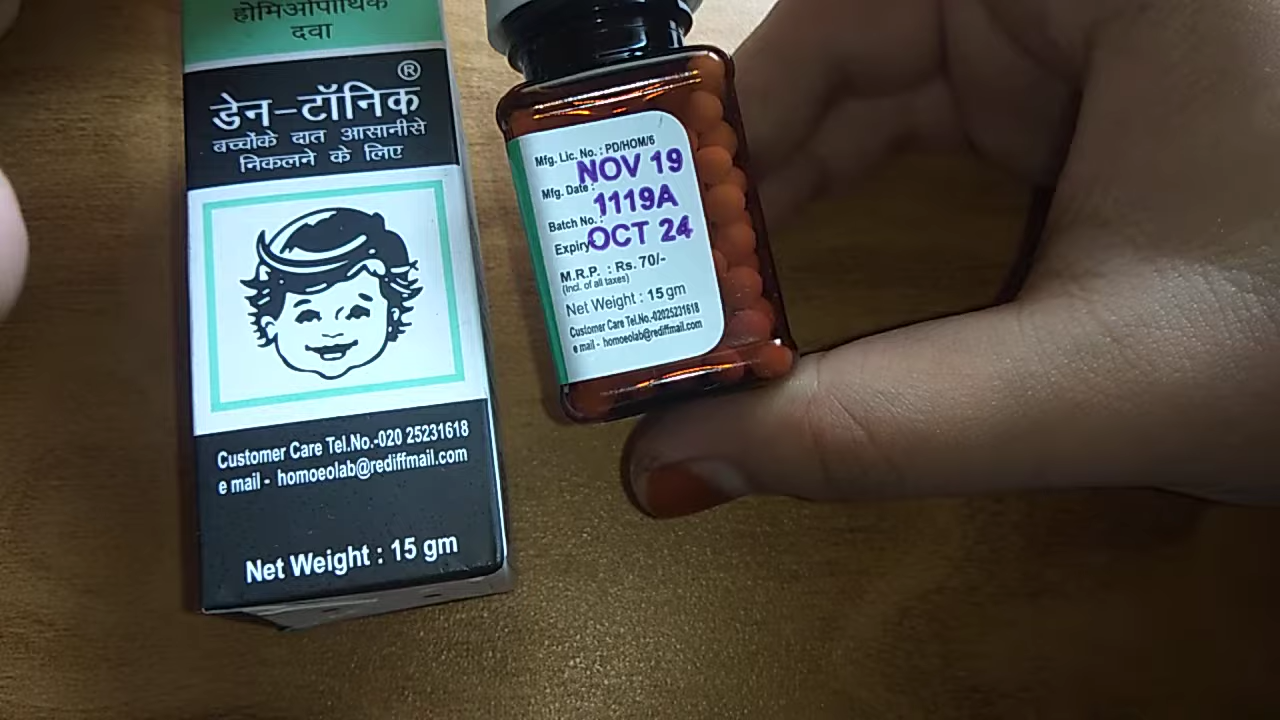 होमिओपॅथिक
दवा
डेन-टॉनिक®
बच्चोंके दात आसानीसे
निकलने के लिए
Customer Care Tel.No.-020 25231618
e mail - homoeolab@rediffmail.com
Net Weight : 15 gm
Mfg. Lic. No. : PD/HOM/6
NOV 19
Mfg. Date :
1119A
Batch No. :
Expiry OCT 24
M.R.P. : Rs. 70/-
(Incl. of all taxes)
Net Weight : 15 gm
Customer Care Tel.No.-02025231618
e mail - homoeolab@rediffmail.com